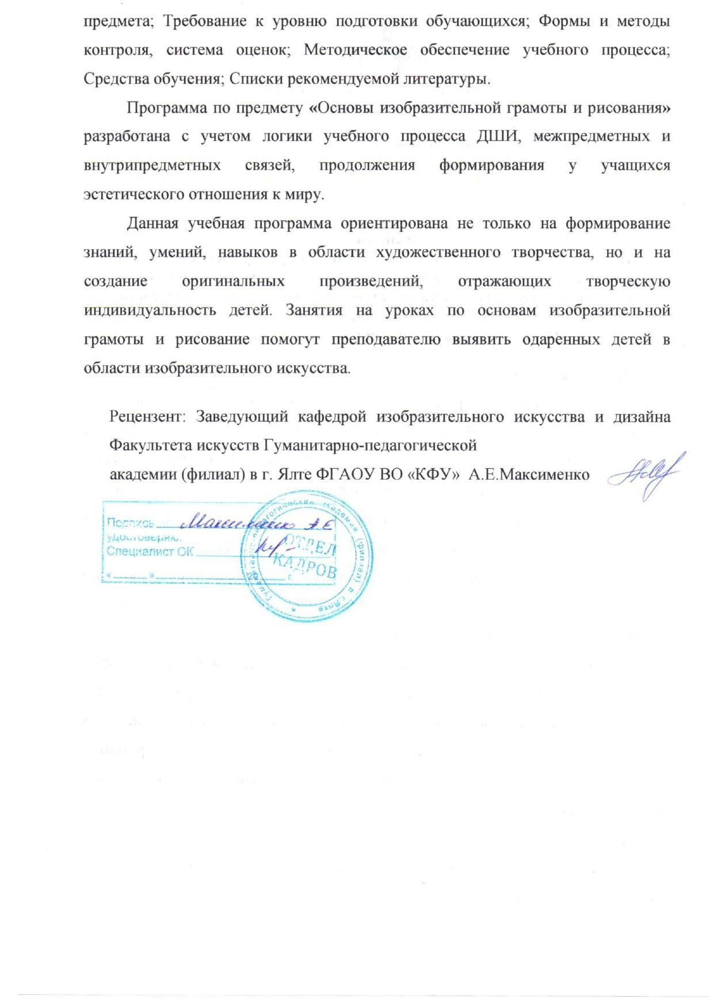 предмета; Требование к уровню подготовки обучающихся; Формы и методы
контроля, система оценок; Методическое обеспечение учебного процесса;
Средства обучения; Списки рекомендуемой литературы.
Программа по предмету «Основы изобразительной грамоты и рисования»
разработана с учетом логики учебного процесса ДШИ, межпредметных и
внутрипредметных связей, продолжения формирования у учащихся
эстетического отношения к миру.
Данная учебная программа ориентирована не только на формирование
знаний, умений, навыков в области художественного творчества, но и на
создание оригинальных произведений, отражающих творческую
индивидуальность детей. Занятия на уроках по основам изобразительной
грамоты и рисование помогут преподавателю выявить одаренных детей в
области изобразительного искусства.
Рецензент: Заведующий кафедрой изобразительного искусства и дизайна
Факультета искусств Гуманитарно-педагогической
академии (филиал) в г. Ялте ФГАОУ ВО «КФУ» А.Е.Максименко
Подпись Максименко А Е
удостоверяю.
Специалист ОК
« » 20 г.
Гуманитарно-педагогическая академия (филиал) в г.Ялте
ОТДЕЛ
КАДРОВ